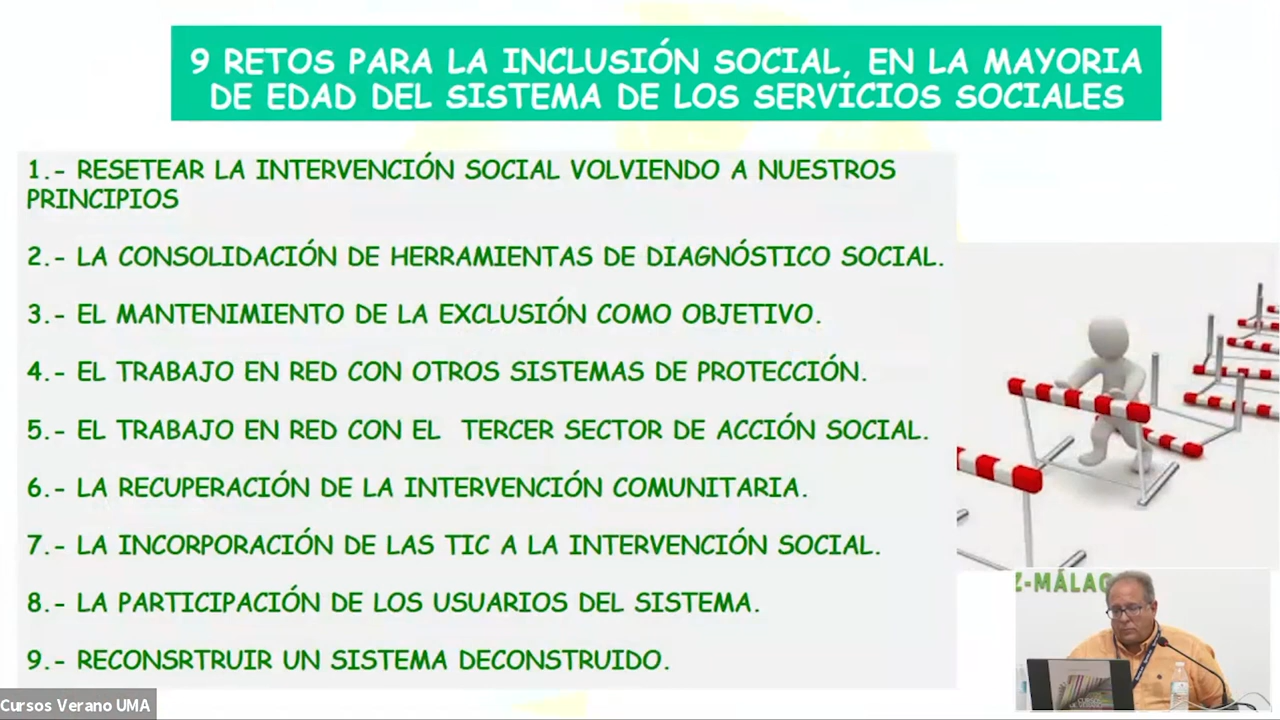 9 RETOS PARA LA INCLUSIÓN SOCIAL, EN LA MAYORIA
DE EDAD DEL SISTEMA DE LOS SERVICIOS SOCIALES
1.- RESETEAR LA INTERVENCIÓN SOCIAL VOLVIENDO A NUESTROS
PRINCIPIOS
2.- LA CONSOLIDACIÓN DE HERRAMIENTAS DE DIAGNÓSTICO SOCIAL.
3.- EL MANTENIMIENTO DE LA EXCLUSIÓN COMO OBJETIVO.
4.- EL TRABAJO EN RED CON OTROS SISTEMAS DE PROTECCIÓN.
5.- EL TRABAJO EN RED CON EL TERCER SECTOR DE ACCIÓN SOCIAL.
6.- LA RECUPERACIÓN DE LA INTERVENCIÓN COMUNITARIA.
7.- LA INCORPORACIÓN DE LAS TIC A LA INTERVENCIÓN SOCIAL.
8.- LA PARTICIPACIÓN DE LOS USUARIOS DEL SISTEMA.
9.- RECONSRTRUIR UN SISTEMA DECONSTRUIDO.
Z-MÁLAG
Cursos Verano UMA